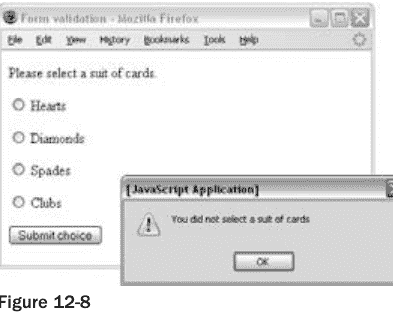 Form validation - Mozilla Firefox
File Edit View History Bookmarks Tools Help
Please select a suit of cards.
Hearts
Diamonds
Spades
Clubs
Submit choice
[JavaScript Application]
You did not select a suit of cards
OK
Figure 12-8